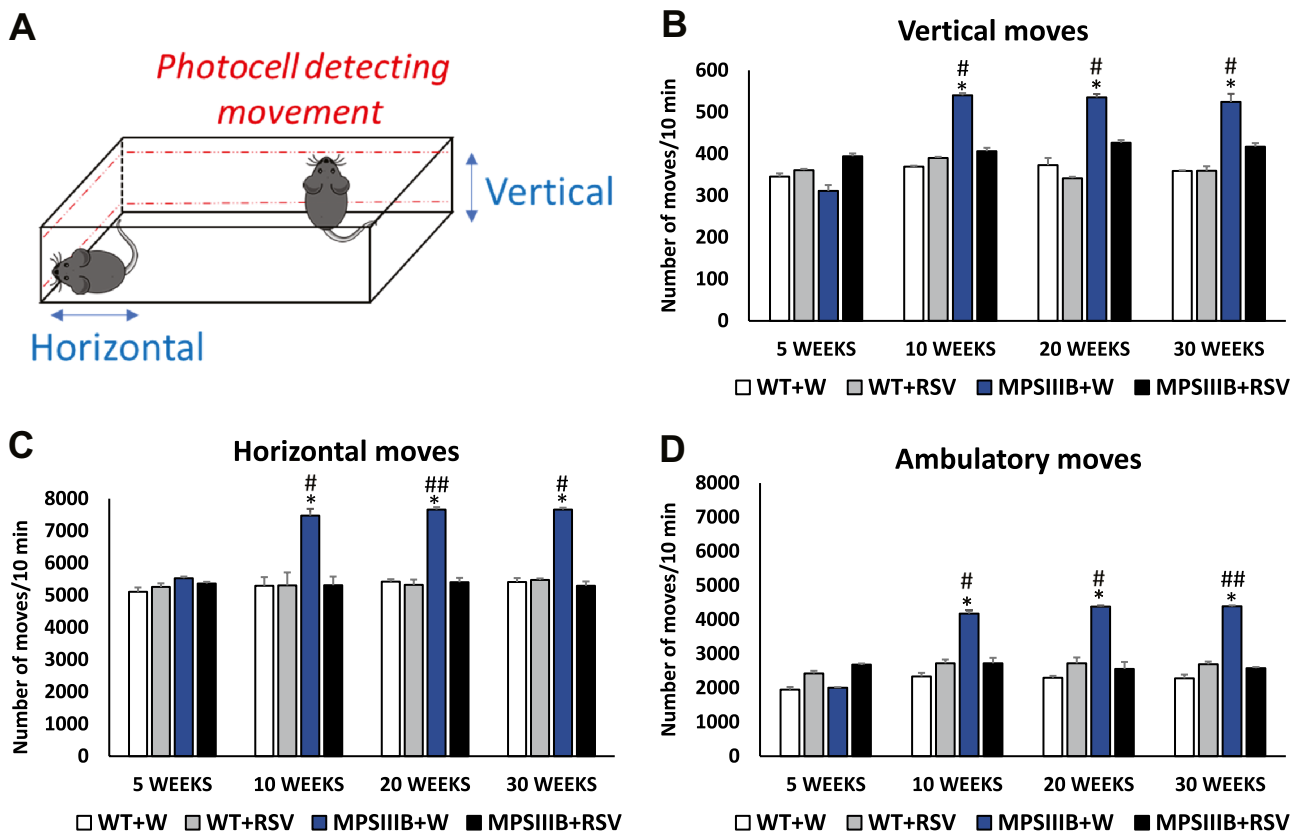 A
Photocell detecting
movement
Vertical
Horizontal
B
Vertical moves
Number of moves/10 min
600
500
400
300
200
100
0
# # #
* * *
5 WEEKS 10 WEEKS 20 WEEKS 30 WEEKS
WT+W WT+RSV MPSIIIB+W MPSIIIB+RSV
C
Horizontal moves
Number of moves/10 min
8000
7000
6000
5000
4000
3000
2000
1000
0
# ## #
* * *
5 WEEKS 10 WEEKS 20 WEEKS 30 WEEKS
WT+W WT+RSV MPSIIIB+W MPSIIIB+RSV
D
Ambulatory moves
Number of moves/10 min
8000
7000
6000
5000
4000
3000
2000
1000
0
# # ##
* * *
5 WEEKS 10 WEEKS 20 WEEKS 30 WEEKS
WT+W WT+RSV MPSIIIB+W MPSIIIB+RSV